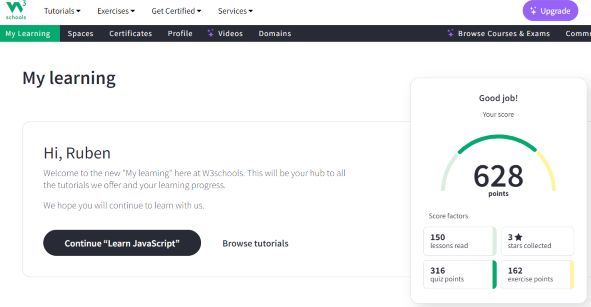 W3
schools
Tutorials Exercises Get Certified Services
Upgrade
My Learning Spaces Certificates Profile Videos Domains Browse Courses & Exams
My learning
Hi, Ruben
Welcome to the new "My learning" here at W3schools. This will be your hub to all
the tutorials we offer and your learning progress.
We hope you will continue to learn with us.
Continue “Learn JavaScript”
Browse tutorials
Good job!
Your score
628
points
Score factors
150
lessons read
3
stars collected
316
quiz points
162
exercise points